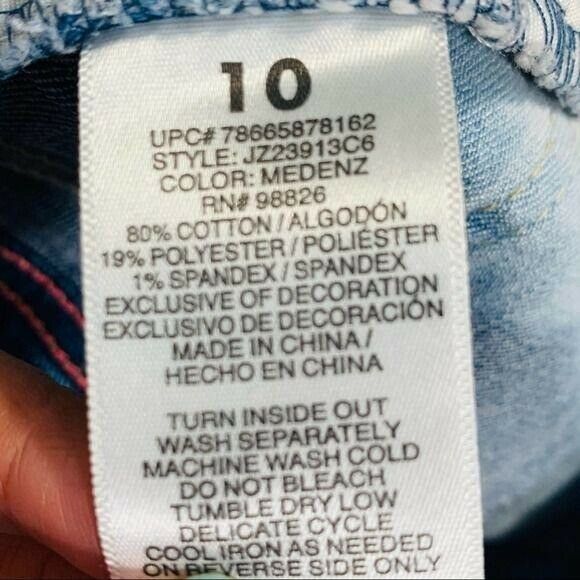 10
UPC# 78665878162
STYLE: JZ23913C6
COLOR: MEDENZ
RN# 98826
80% COTTON / ALGODÓN
19% POLYESTER / POLIÉSTER
1% SPANDEX / SPANDEX
EXCLUSIVE OF DECORATION
EXCLUSIVO DE DECORACIÓN
MADE IN CHINA /
HECHO EN CHINA
TURN INSIDE OUT
WASH SEPARATELY
MACHINE WASH COLD
DO NOT BLEACH
TUMBLE DRY LOW
DELICATE CYCLE
COOL IRON AS NEEDED
ON REVERSE SIDE ONLY